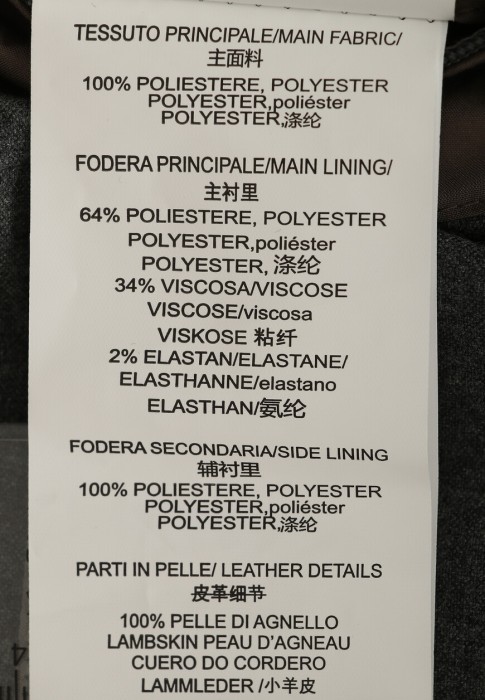 TESSUTO PRINCIPALE/MAIN FABRIC/
主面料
100% POLIESTERE, POLYESTER
POLYESTER,poliéster
POLYESTER,涤纶
FODERA PRINCIPALE/MAIN LINING/
主衬里
64% POLIESTERE, POLYESTER
POLYESTER,poliéster
POLYESTER, 涤纶
34% VISCOSA/VISCOSE
VISCOSE/viscosa
VISKOSE 粘纤
2% ELASTAN/ELASTANE/
ELASTHANNE/elastano
ELASTHAN/氨纶
FODERA SECONDARIA/SIDE LINING
辅衬里
100% POLIESTERE, POLYESTER
POLYESTER,poliéster
POLYESTER,涤纶
PARTI IN PELLE/ LEATHER DETAILS
皮革细节
100% PELLE DI AGNELLO
LAMBSKIN PEAU D'AGNEAU
CUERO DO CORDERO
LAMMLEDER /小羊皮